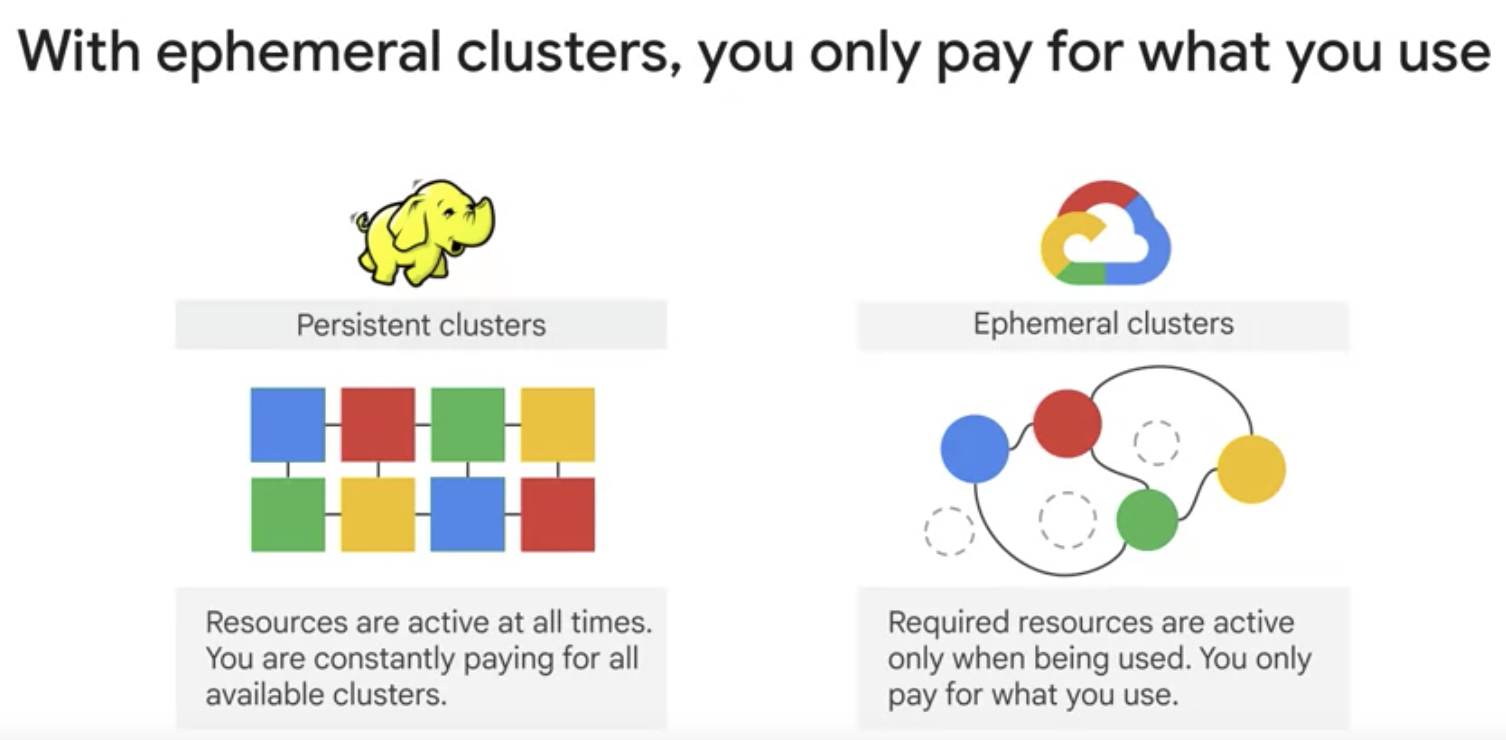 With ephemeral clusters, you only pay for what you use
Persistent clusters
Resources are active at all times.
You are constantly paying for all
available clusters.
Ephemeral clusters
Required resources are active
only when being used. You only
pay for what you use.